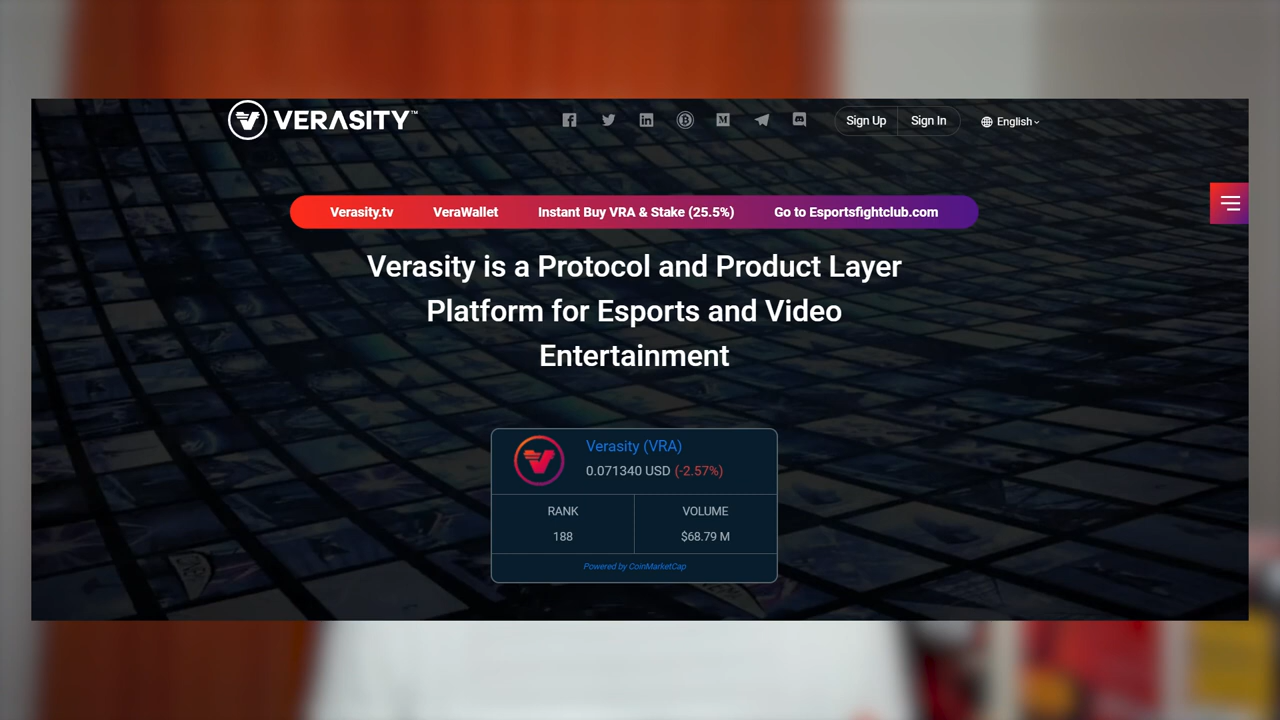 VERASITY™
Sign Up
Sign In
English
Verasity.tv
VeraWallet
Instant Buy VRA & Stake (25.5%)
Go to Esportsfightclub.com
Verasity is a Protocol and Product Layer
Platform for Esports and Video
Entertainment
Verasity (VRA)
0.071340 USD (-2.57%)
RANK
VOLUME
188
$68.79 M
Powered by CoinMarketCap